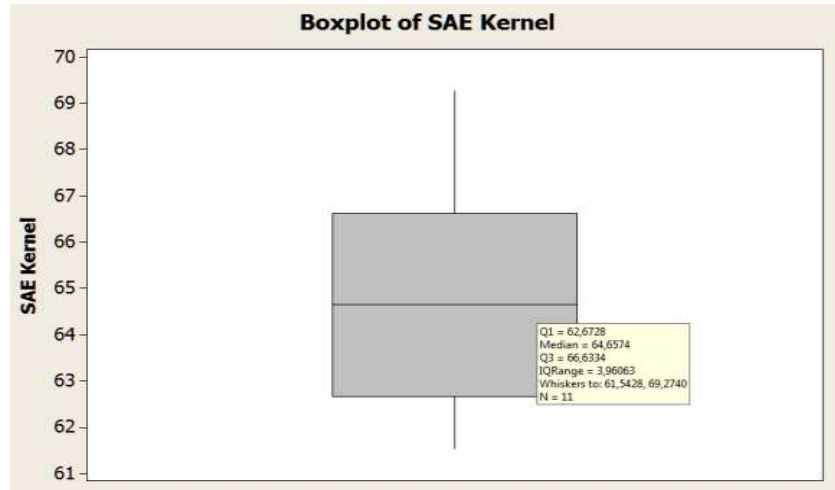 Boxplot of SAE Kernel
70
69
68
67
66
65
64
63
62
61
SAE Kernel
Q1 = 62,6728
Median = 64,6574
Q3 = 66,6334
IQRange = 3,96063
Whiskers to: 61,5428, 69,2740
N = 11